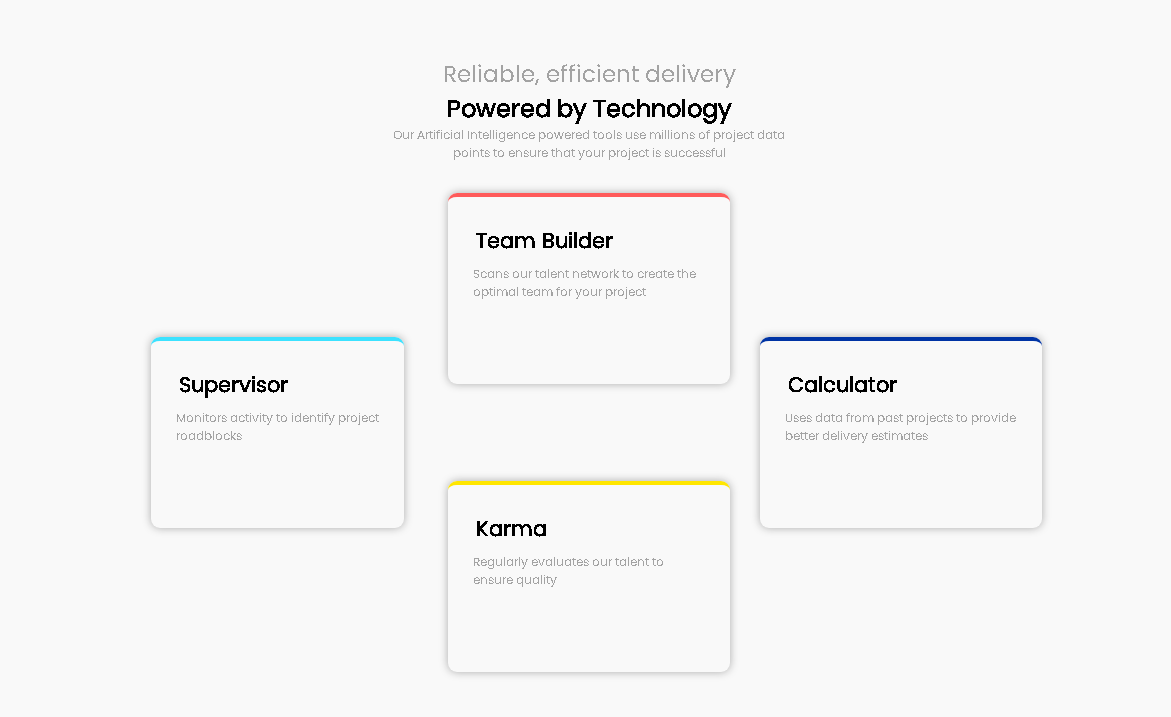 Reliable, efficient delivery
Powered by Technology
Our Artificial Intelligence powered tools use millions of project data
points to ensure that your project is successful
Team Builder
Scans our talent network to create the
optimal team for your project
Supervisor
Monitors activity to identify project
roadblocks
Calculator
Uses data from past projects to provide
better delivery estimates
Karma
Regularly evaluates our talent to
ensure quality